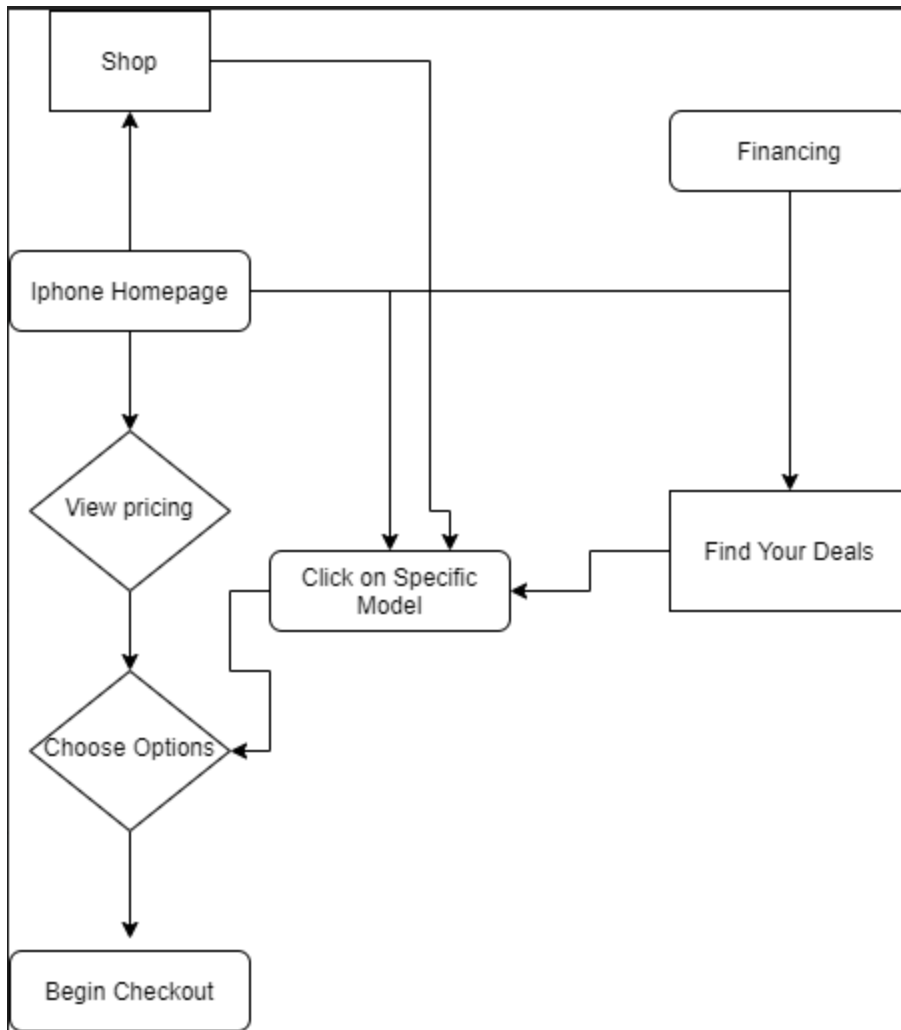 Shop
Financing
Iphone Homepage
View pricing
Click on Specific
Model
Find Your Deals
Choose Options
Begin Checkout